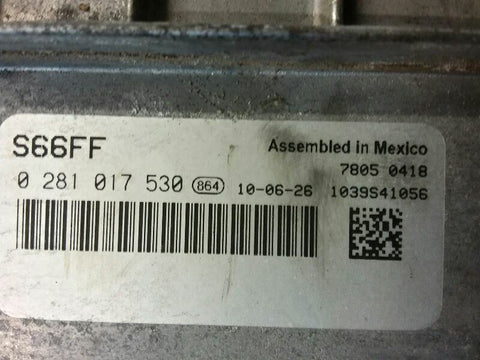 S66FF
Assembled in Mexico
7805 0418
0 281 017 530 864 10-06-26 1039S41056